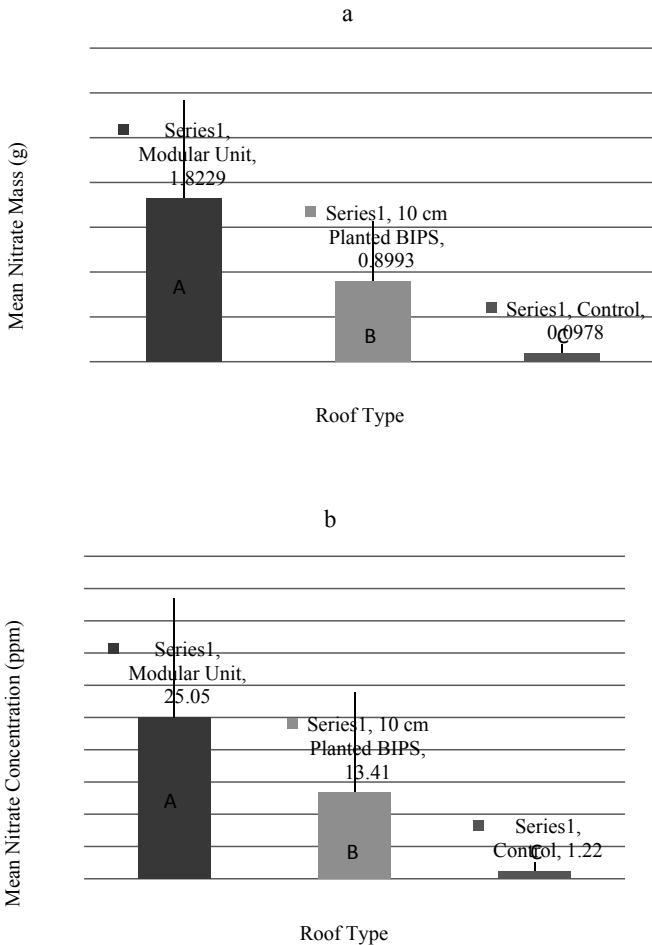 a
Mean Nitrate Mass (g)
Series1,
Modular Unit,
1.8229
Series1, 10 cm
Planted BIPS,
0.8993
Series1, Control,
0.0978
A
B
C
Roof Type
b
Mean Nitrate Concentration (ppm)
Series1,
Modular Unit,
25.05
Series1, 10 cm
Planted BIPS,
13.41
Series1,
Control, 1.22
A
B
C
Roof Type